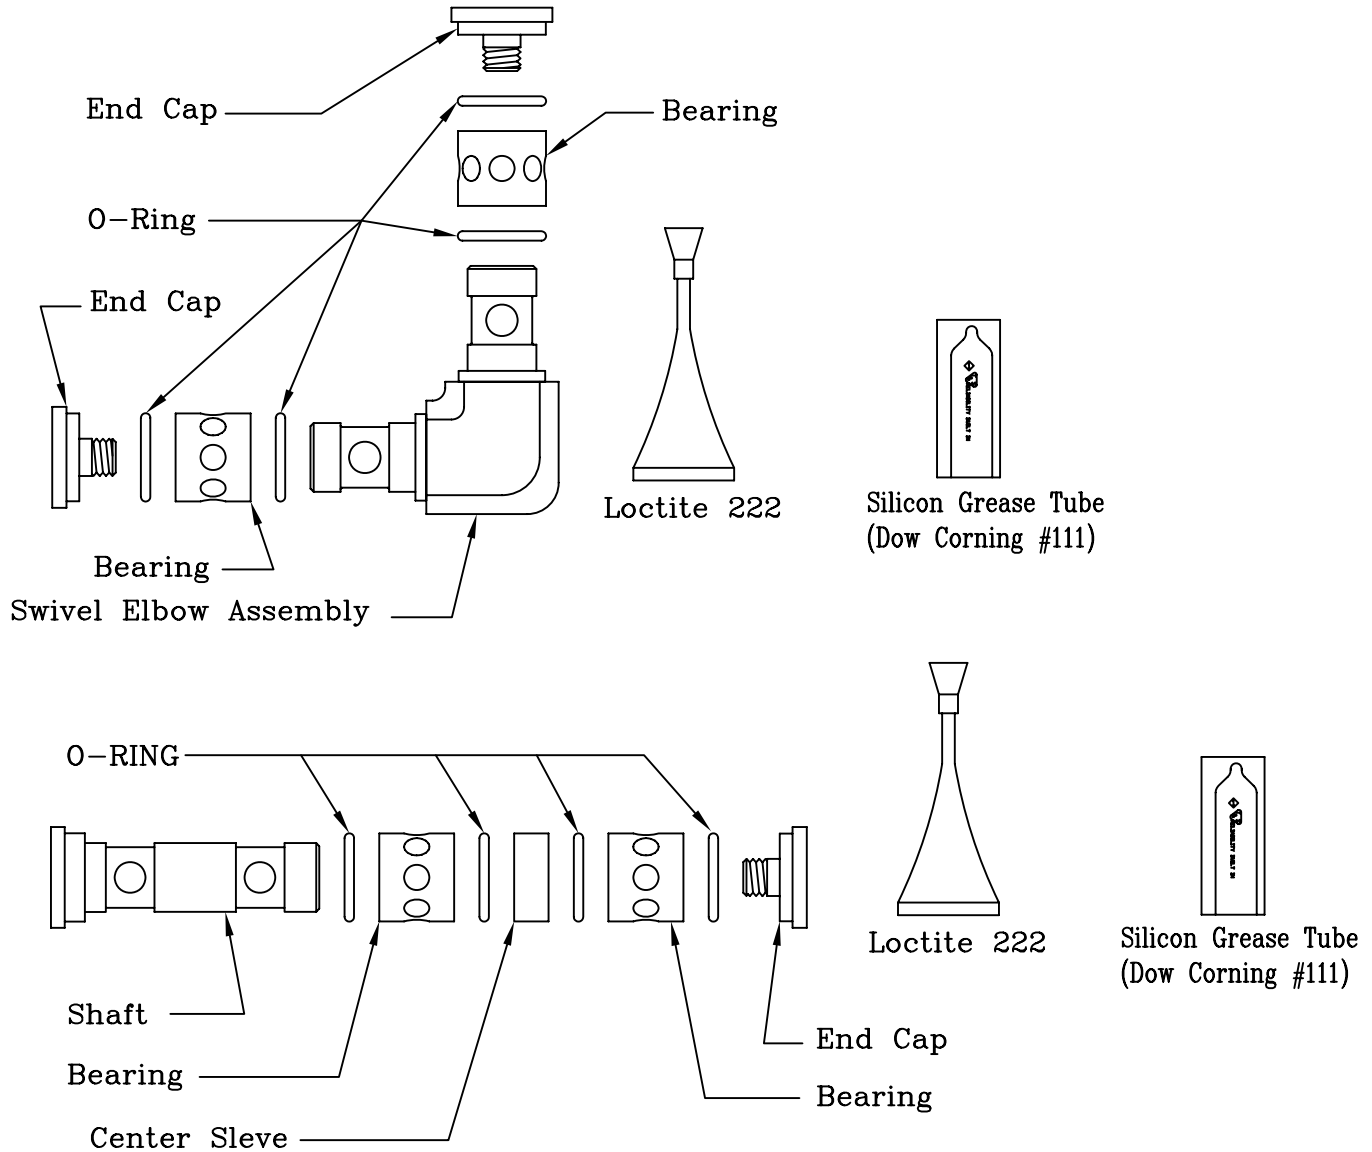 End Cap
Bearing
O-Ring
End Cap
Loctite 222
Silicon Grease Tube
(Dow Corning #111)
Bearing
Swivel Elbow Assembly
O-RING
Loctite 222
Silicon Grease Tube
(Dow Corning #111)
Shaft
End Cap
Bearing
Bearing
Center Sleve